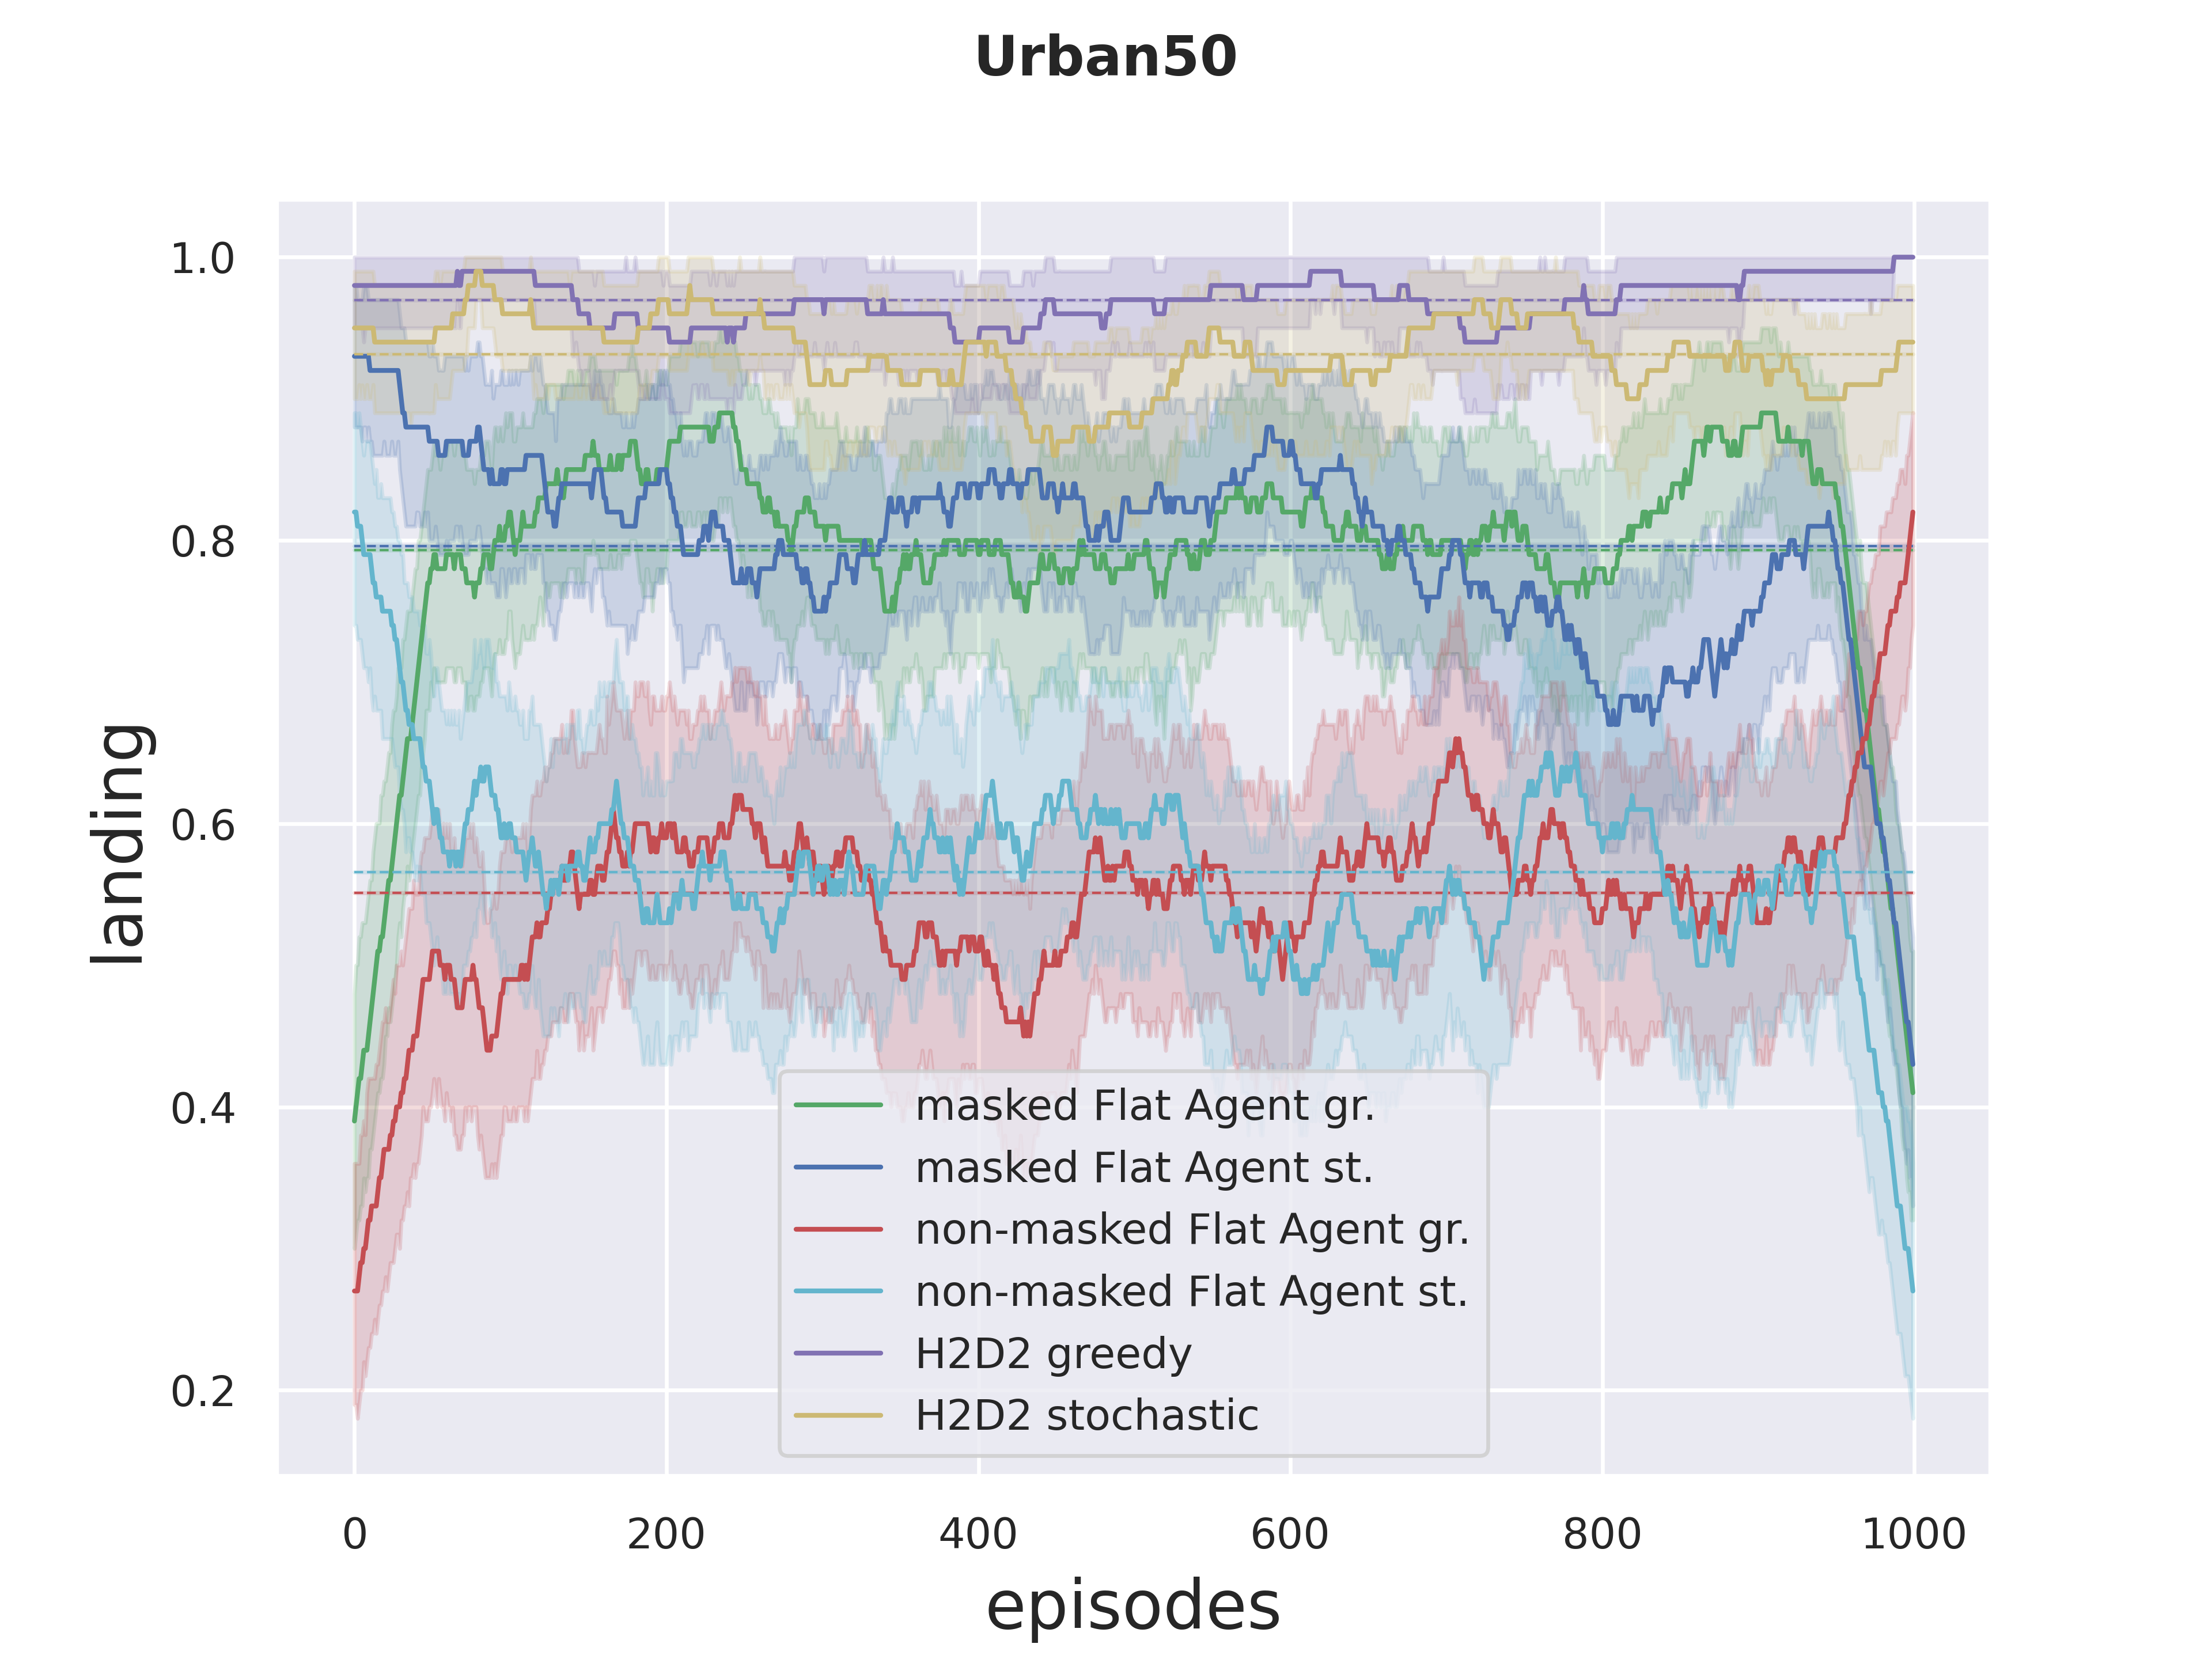 Urban50
1.0
0.8
0.6
0.4
0.2
landing
masked Flat Agent gr.
masked Flat Agent st.
non-masked Flat Agent gr.
non-masked Flat Agent st.
H2D2 greedy
H2D2 stochastic
0 200 400 600 800 1000
episodes